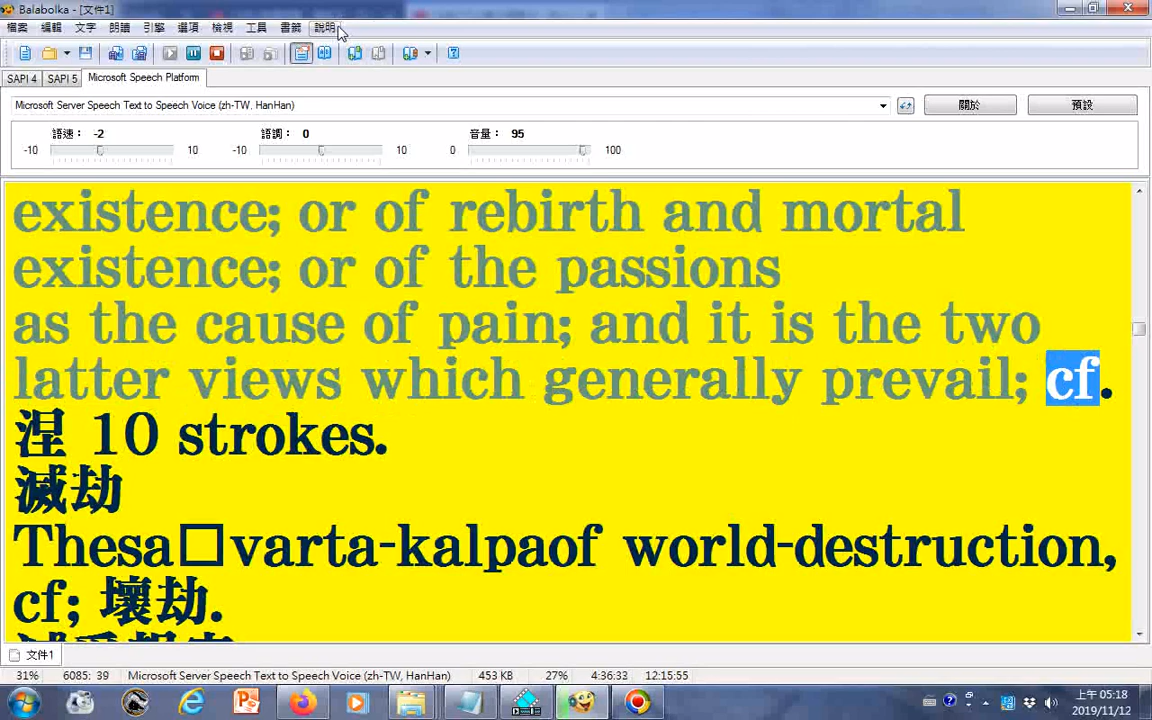 Balabolka - [文件1]
檔案 編輯 文字 朗讀 引擎 選項 檢視 工具 書籤 說明
SAPI 4 SAPI 5 Microsoft Speech Platform
Microsoft Server Speech Text to Speech Voice (zh-TW, HanHan) 關於 預設
語速： -2 語調： 0 音量： 95
-10 10 -10 10 0 100
existence; or of rebirth and mortal
existence; or of the passions
as the cause of pain; and it is the two
latter views which generally prevail; cf.
涅 10 strokes.
滅劫
Thesa□varta-kalpaof world-destruction,
cf; 壞劫.
文件1
31% 6085: 39 Microsoft Server Speech Text to Speech Voice (zh-TW, HanHan) 453 KB 27% 4:36:33 12:15:55
上午 05:18
2019/11/12